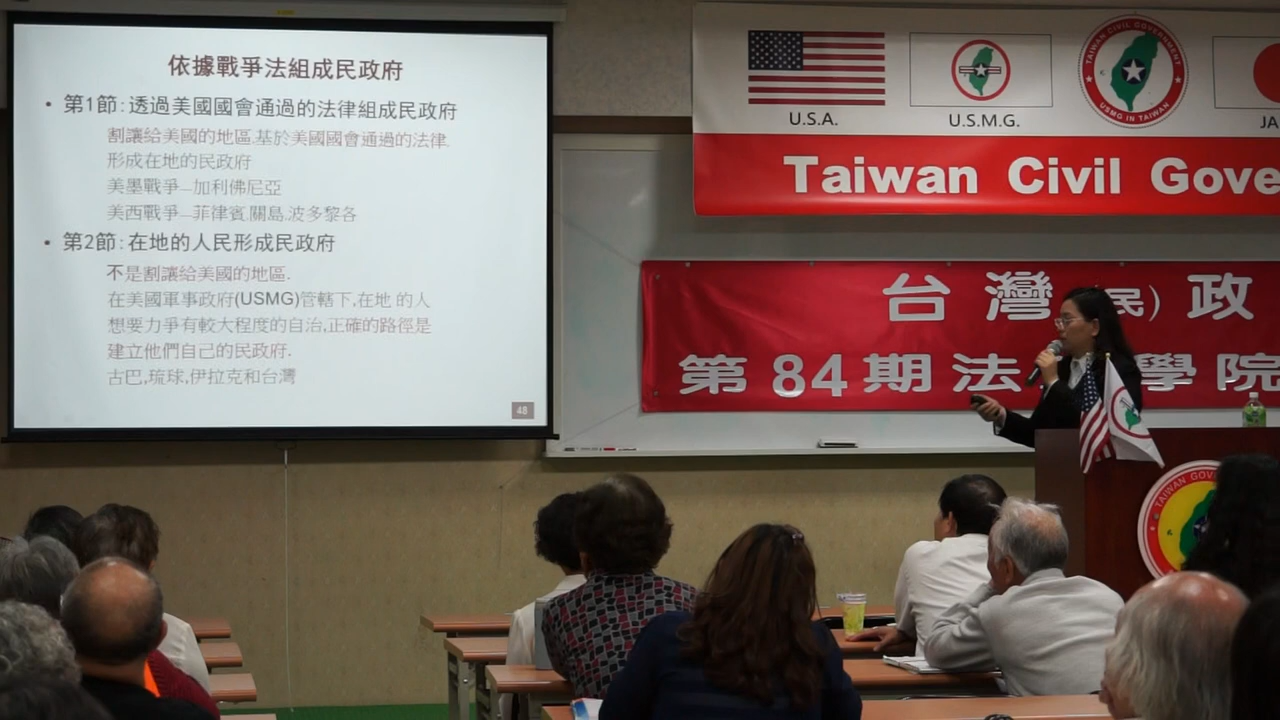 依據戰爭法組成民政府
• 第1節:透過美國國會通過的法律組成民政府
割讓給美國的地區.基於美國國會通過的法律.
形成在地的民政府
美墨戰爭—加利佛尼亞
美西戰爭—菲律賓.關島.波多黎各
• 第2節:在地的人民形成民政府
不是割讓給美國的地區.
在美國軍事政府(USMG)管轄下,在地 的人
想要力爭有較大程度的自治,正確的路徑是
建立他們自己的民政府.
古巴,琉球,伊拉克和台灣
48
U.S.A.
U.S.M.G.
TAIWAN CIVIL GOVERNMENT
USMG IN TAIWAN
JA
Taiwan Civil Gove
台 灣 民) 政
第 84 期 法 學 院
TAIWAN GOV